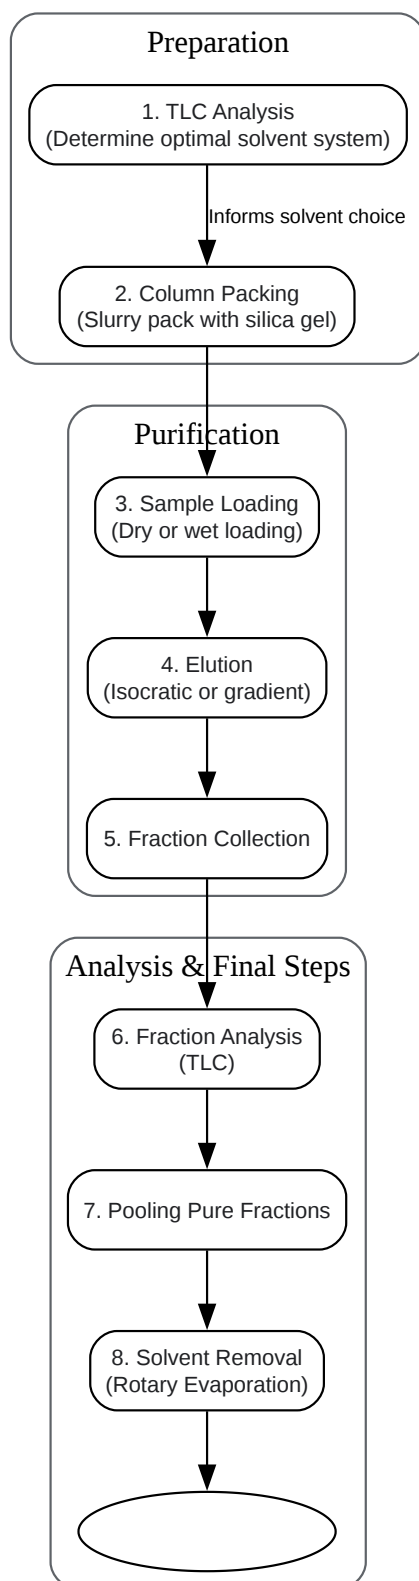 Preparation
1. TLC Analysis
(Determine optimal solvent system)
Informs solvent choice
2. Column Packing
(Slurry pack with silica gel)
Purification
3. Sample Loading
(Dry or wet loading)
4. Elution
(Isocratic or gradient)
5. Fraction Collection
Analysis & Final Steps
6. Fraction Analysis
(TLC)
7. Pooling Pure Fractions
8. Solvent Removal
(Rotary Evaporation)